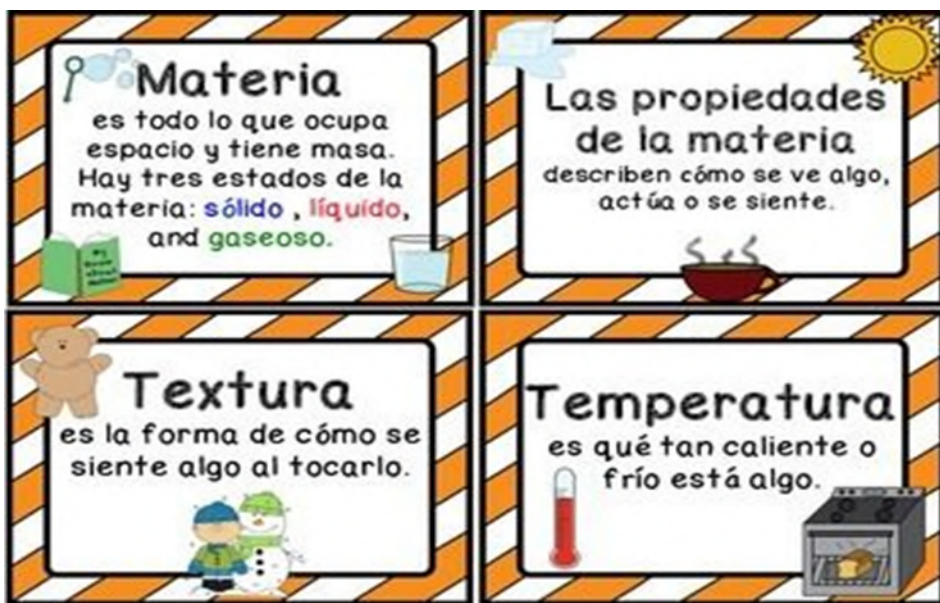 Materia
es todo lo que ocupa
espacio y tiene masa.
Hay tres estados de la
materia: sólido , líquido,
and gaseoso.
Las propiedades
de la materia
describen cómo se ve algo,
actúa o se siente.
Textura
es la forma de cómo se
siente algo al tocarlo.
Temperatura
es qué tan caliente o
frío está algo.